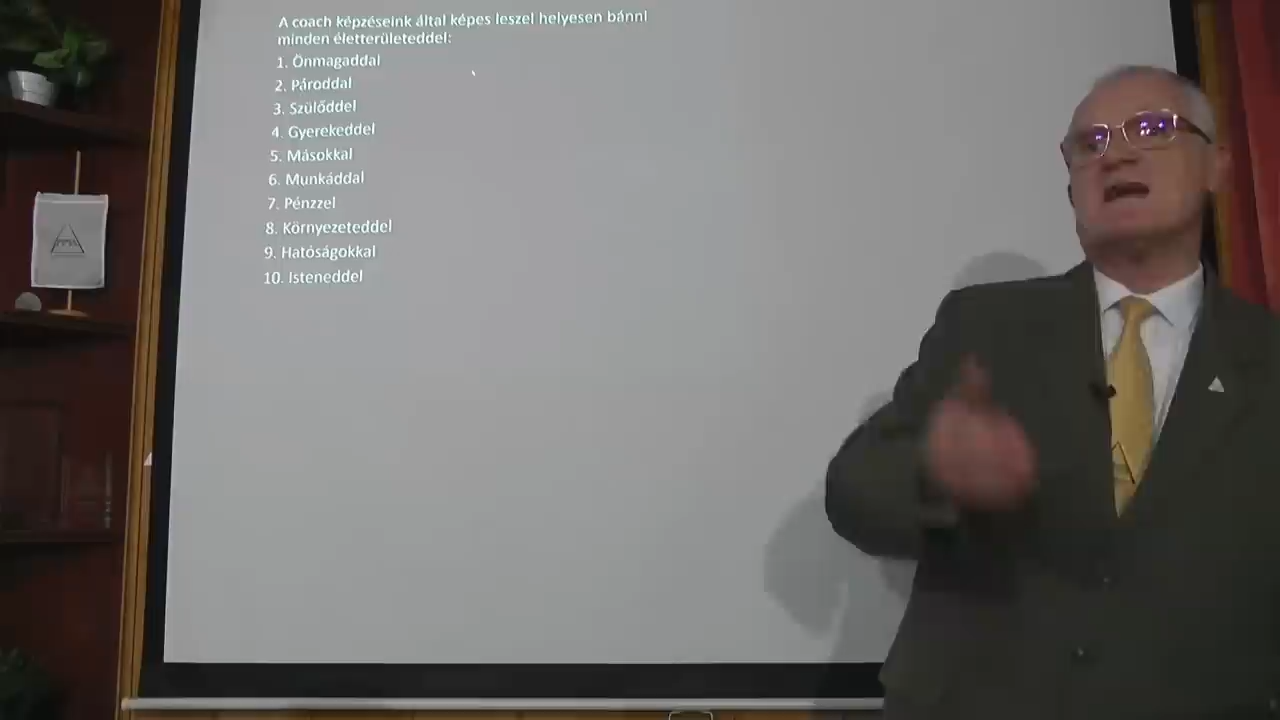 A coach képzéseink által képes leszel helyesen bánni
minden életterületeddel:
1. Önmagaddal
2. Pároddal
3. Szülőddel
4. Gyerekeddel
5. Másokkal
6. Munkáddal
7. Pénzzel
8. Környezeteddel
9. Hatóságokkal
10. Isteneddel